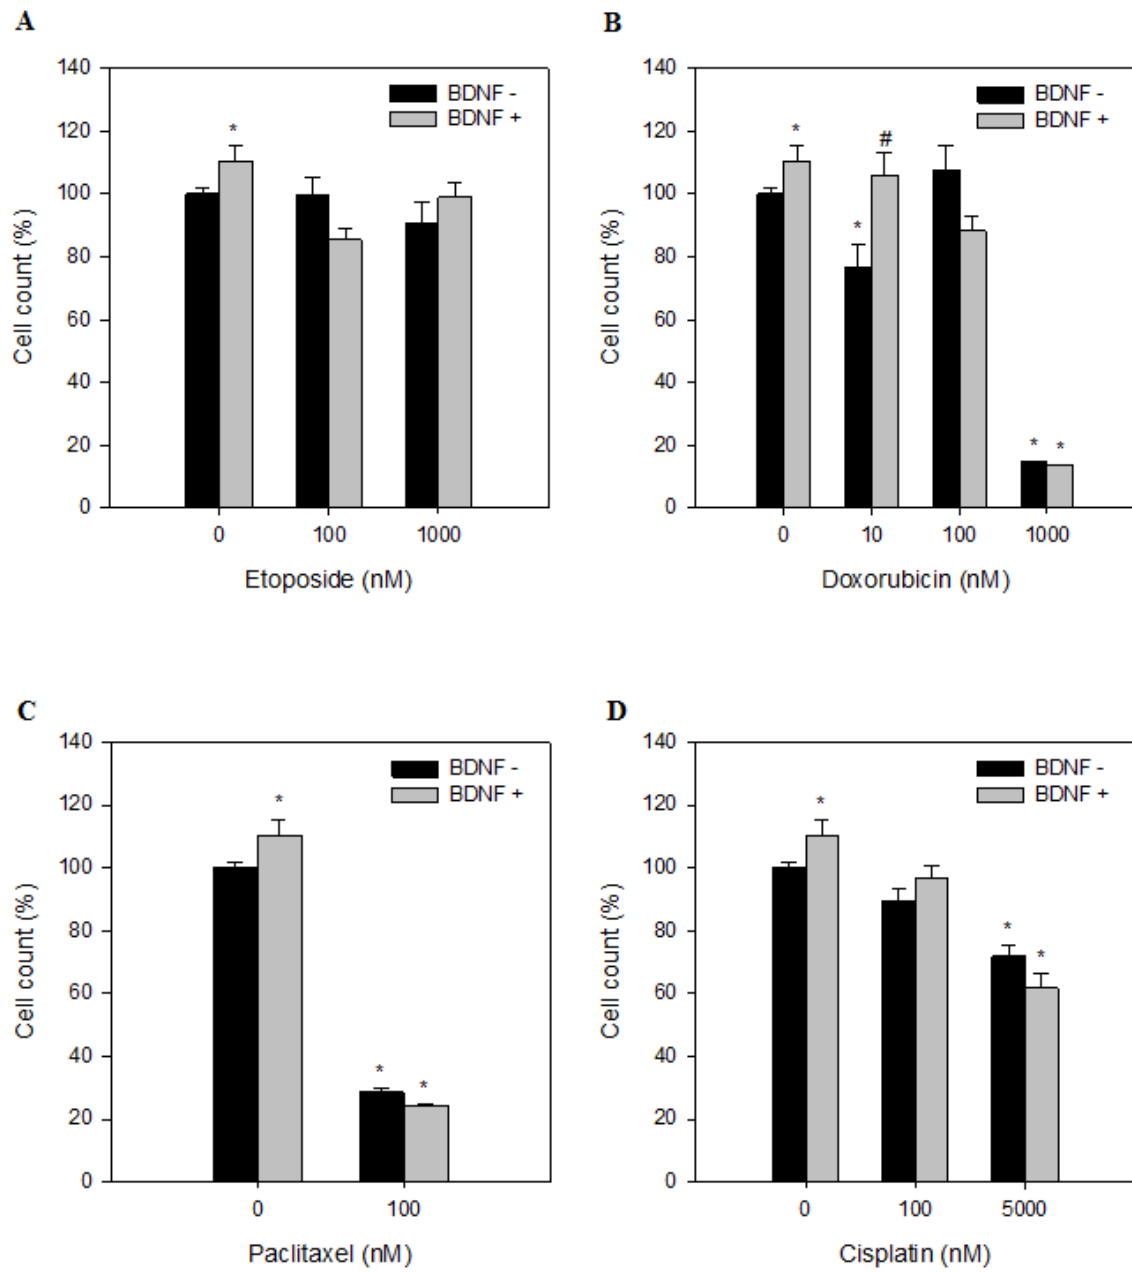 A
140
120
100
80
60
40
20
0
Cell count (%)
BDNF -
BDNF +
*
0 100 1000
Etoposide (nM)
B
140
120
100
80
60
40
20
0
Cell count (%)
BDNF -
BDNF +
* * # * *
0 10 100 1000
Doxorubicin (nM)
C
140
120
100
80
60
40
20
0
Cell count (%)
BDNF -
BDNF +
* * *
0 100
Paclitaxel (nM)
D
140
120
100
80
60
40
20
0
Cell count (%)
BDNF -
BDNF +
* * *
0 100 5000
Cisplatin (nM)